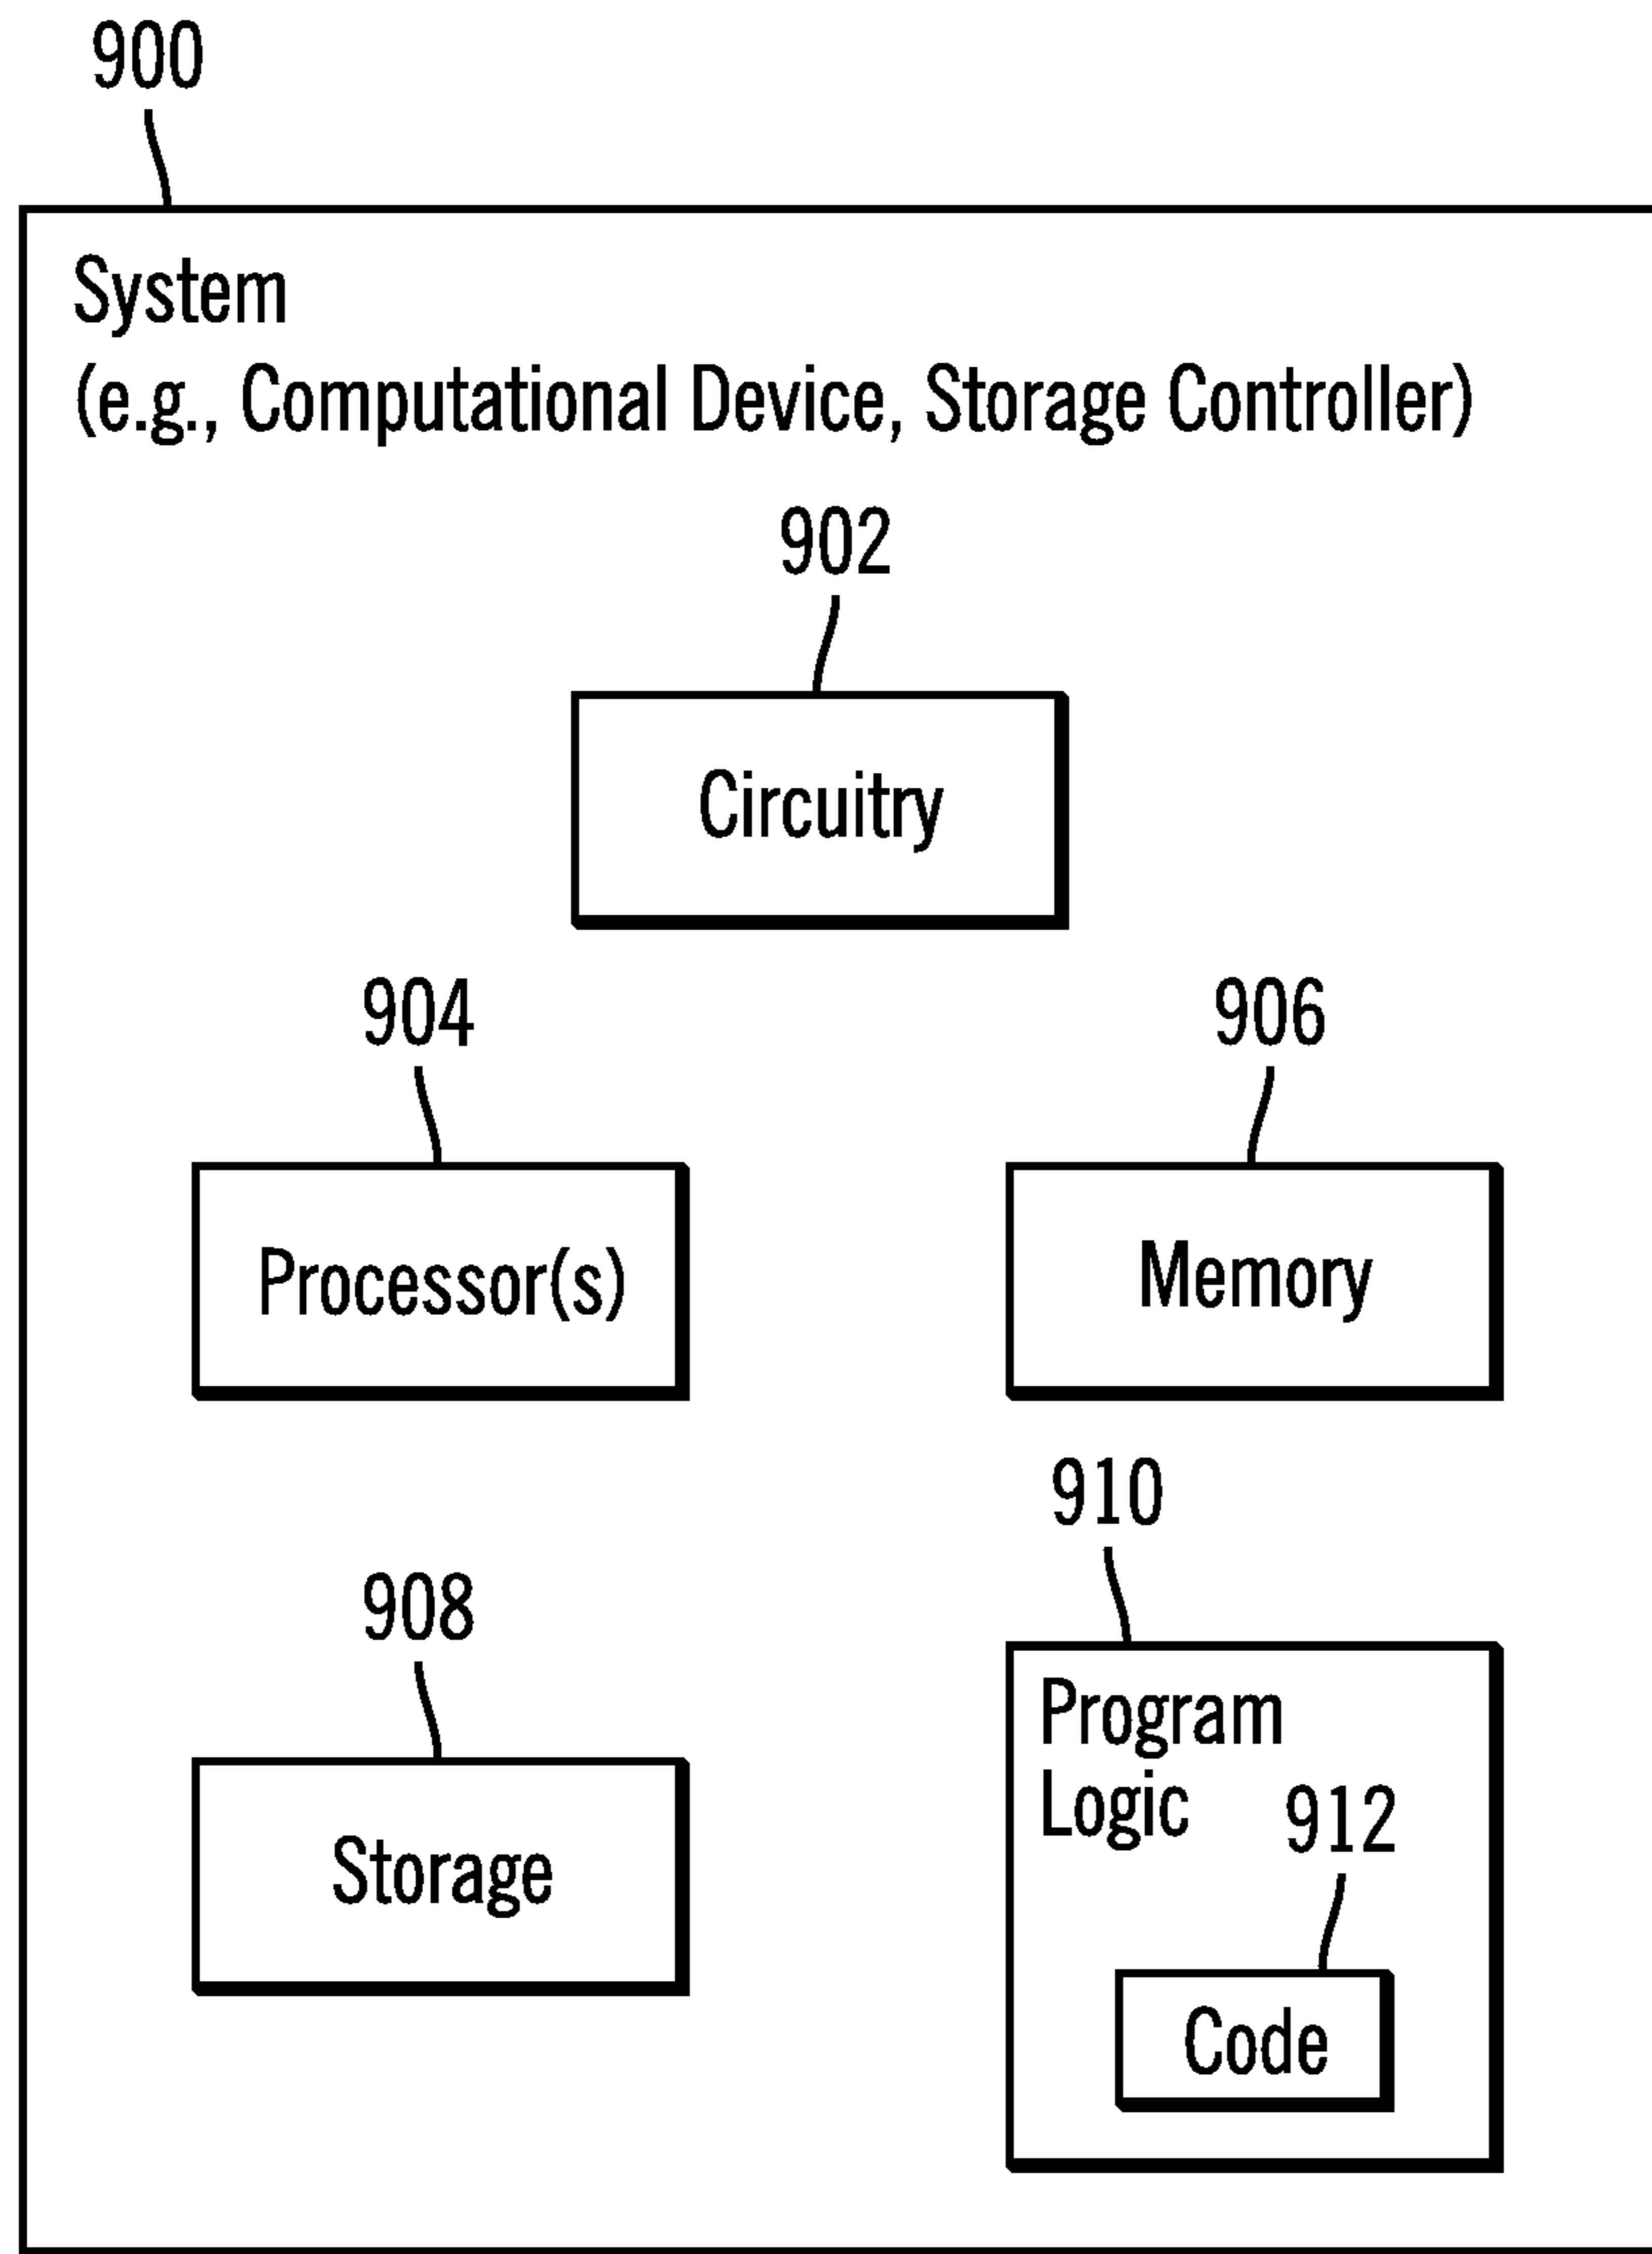 900
System
(e.g., Computational Device, Storage Controller)
902
Circuitry
904
906
Processor(s)
Memory
910
908
Program
Logic
912
Storage
Code